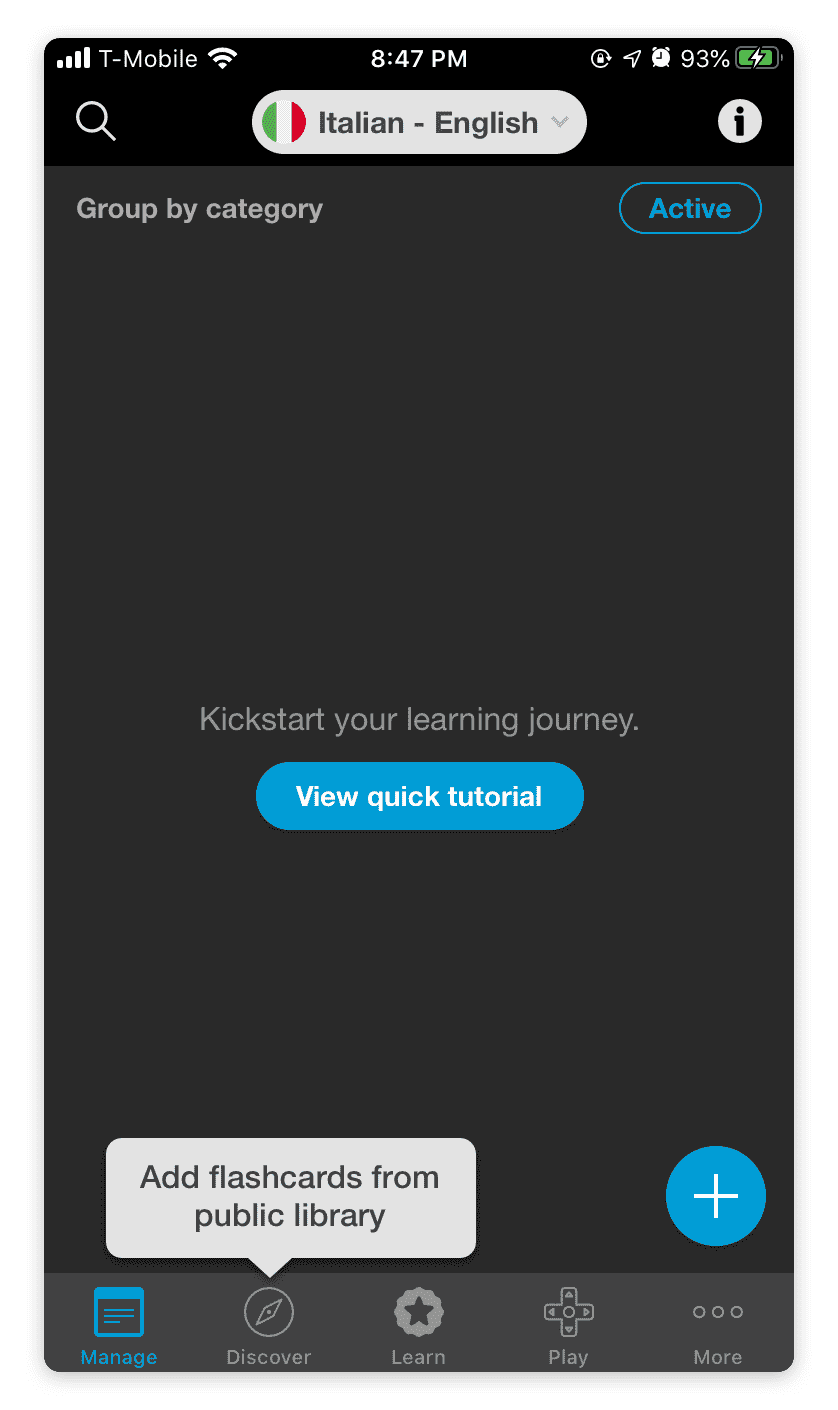 T-Mobile 8:47 PM 93%
Italian - English
Group by category Active
Kickstart your learning journey.
View quick tutorial
Add flashcards from
public library
Manage Discover Learn Play More